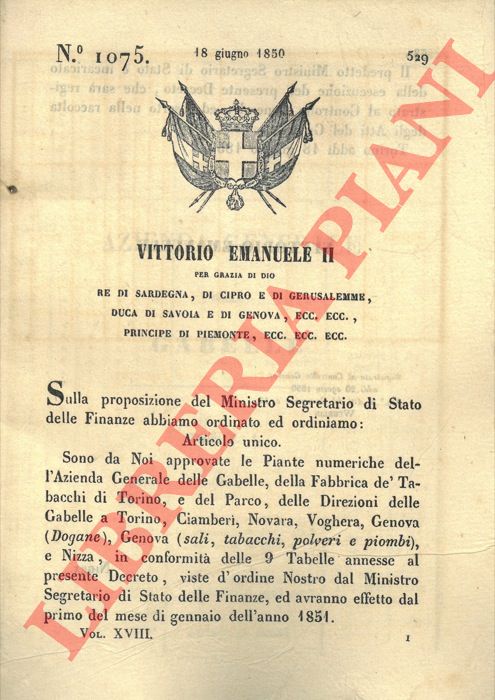 N.º 1075.
18 giugno 1850
529
VITTORIO EMANUELE II
PER GRAZIA DI DIO
RE DI SARDEGNA, DI CIPRO E DI GERUSALEMME,
DUCA DI SAVOIA E DI GENOVA, ECC. ECC.,
PRINCIPE DI PIEMONTE, ECC. ECC. ECC.
Sulla proposizione del Ministro Segretario di Stato
delle Finanze abbiamo ordinato ed ordiniamo:
Articolo unico.
Sono da Noi approvate le Piante numeriche del-
l'Azienda Generale delle Gabelle, della Fabbrica de' Ta-
bacchi di Torino, e del Parco, delle Direzioni delle
Gabelle a Torino, Ciamberì, Novara, Voghera, Genova
(Dogane), Genova (sali, tabacchi, polveri e piombi),
e Nizza, in conformità delle 9 Tabelle annesse al
presente Decreto, viste d'ordine Nostro dal Ministro
Segretario di Stato delle Finanze, ed avranno effetto dal
primo del mese di gennaio dell'anno 1851.
VOL. XVIII.
1
LIBRERIA PIANI